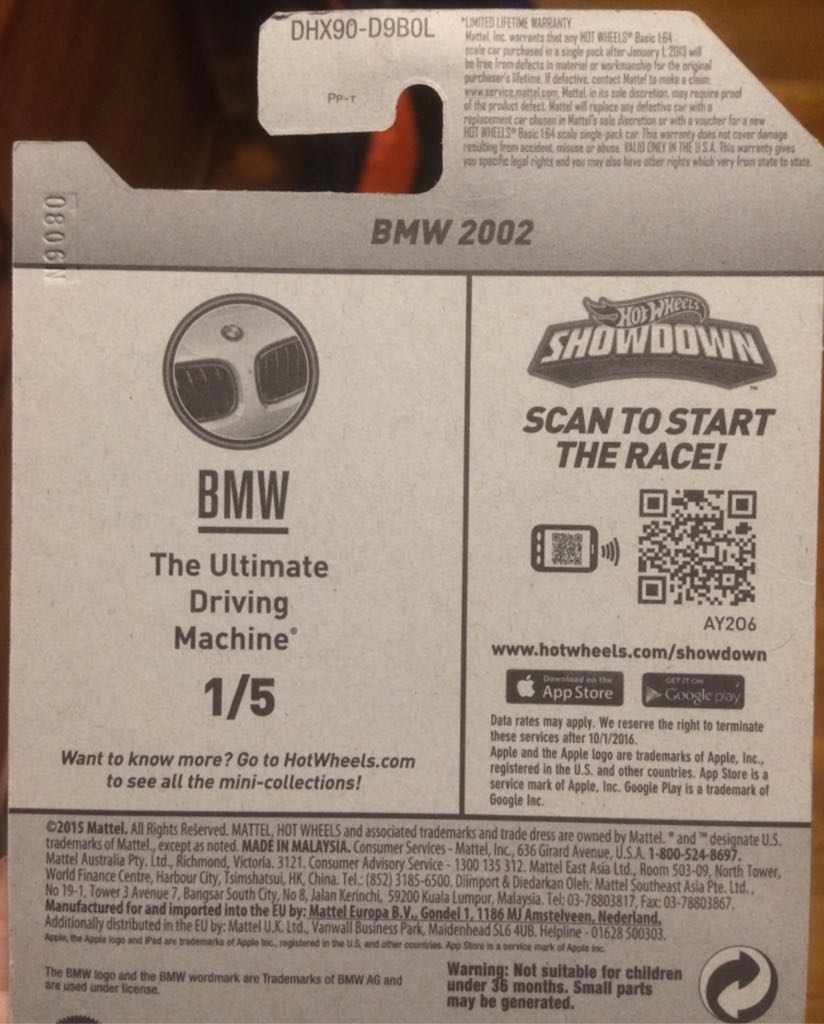 DHX90-D9B0L
PP-T
*LIMITED LIFETIME WARRANTY
Mattel, Inc. warrants that any HOT WHEELS® Basic 1:64
scale car purchased in a single pack after January 1, 2013 will
be free from defects in material or workmanship for the original
purchaser's lifetime. If defective, contact Mattel to make a claim:
www.service.mattel.com. Mattel, in its sole discretion, may require proof
of the product defect. Mattel will replace any defective car with a
replacement car chosen in Mattel's sole discretion or with a voucher for a new
HOT WHEELS® Basic 1:64 scale single-pack car. This warranty does not cover damage
resulting from accident, misuse or abuse. VALID ONLY IN THE U.S.A. This warranty gives
you specific legal rights and you may also have other rights which vary from state to state.
N9080
BMW 2002
BMW
The Ultimate
Driving
Machine®
1/5
Want to know more? Go to HotWheels.com
to see all the mini-collections!
HOT WHEELS
SHOWDOWN™
SCAN TO START
THE RACE!
AY206
www.hotwheels.com/showdown
Download on the
App Store
GET IT ON
Google play
Data rates may apply. We reserve the right to terminate
these services after 10/1/2016.
Apple and the Apple logo are trademarks of Apple, Inc.,
registered in the U.S. and other countries. App Store is a
service mark of Apple, Inc. Google Play is a trademark of
Google Inc.
©2015 Mattel. All Rights Reserved. MATTEL, HOT WHEELS and associated trademarks and trade dress are owned by Mattel. ® and ™ designate U.S.
trademarks of Mattel, except as noted. MADE IN MALAYSIA. Consumer Services - Mattel, Inc., 636 Girard Avenue, U.S.A. 1-800-524-8697.
Mattel Australia Pty. Ltd., Richmond, Victoria. 3121. Consumer Advisory Service - 1300 135 312. Mattel East Asia Ltd., Room 503-09, North Tower,
World Finance Centre, Harbour City, Tsimshatsui, HK, China. Tel.: (852) 3185-6500. Diimport & Diedarkan Oleh: Mattel Southeast Asia Pte. Ltd.,
No 19-1, Tower 3 Avenue 7, Bangsar South City, No 8, Jalan Kerinchi, 59200 Kuala Lumpur, Malaysia. Tel: 03-78803817, Fax: 03-78803867.
Manufactured for and imported into the EU by: Mattel Europa B.V., Gondel 1, 1186 MJ Amstelveen, Nederland.
Additionally distributed in the EU by: Mattel U.K. Ltd., Vanwall Business Park, Maidenhead SL6 4UB. Helpline - 01628 500303.
Apple, the Apple logo and iPad are trademarks of Apple Inc., registered in the U.S. and other countries. App Store is a service mark of Apple Inc.
The BMW logo and the BMW wordmark are Trademarks of BMW AG and
are used under license.
Warning: Not suitable for children
under 36 months. Small parts
may be generated.